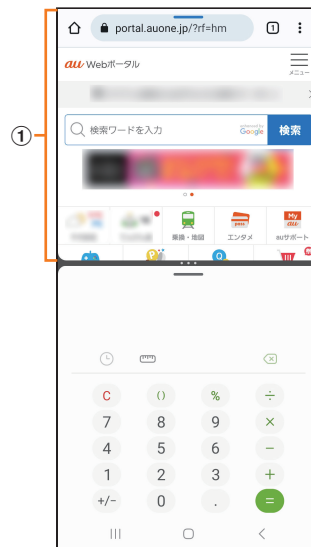 portal.auone.jp/?rf=hm
1
au Webポータル
メニュー
①
検索ワードを入力
Google
検索
My
au
乗換・地図 エンタメ auサポート
C () % ÷
7 8 9 ×
4 5 6 −
1 2 3 +
+/− 0 . =